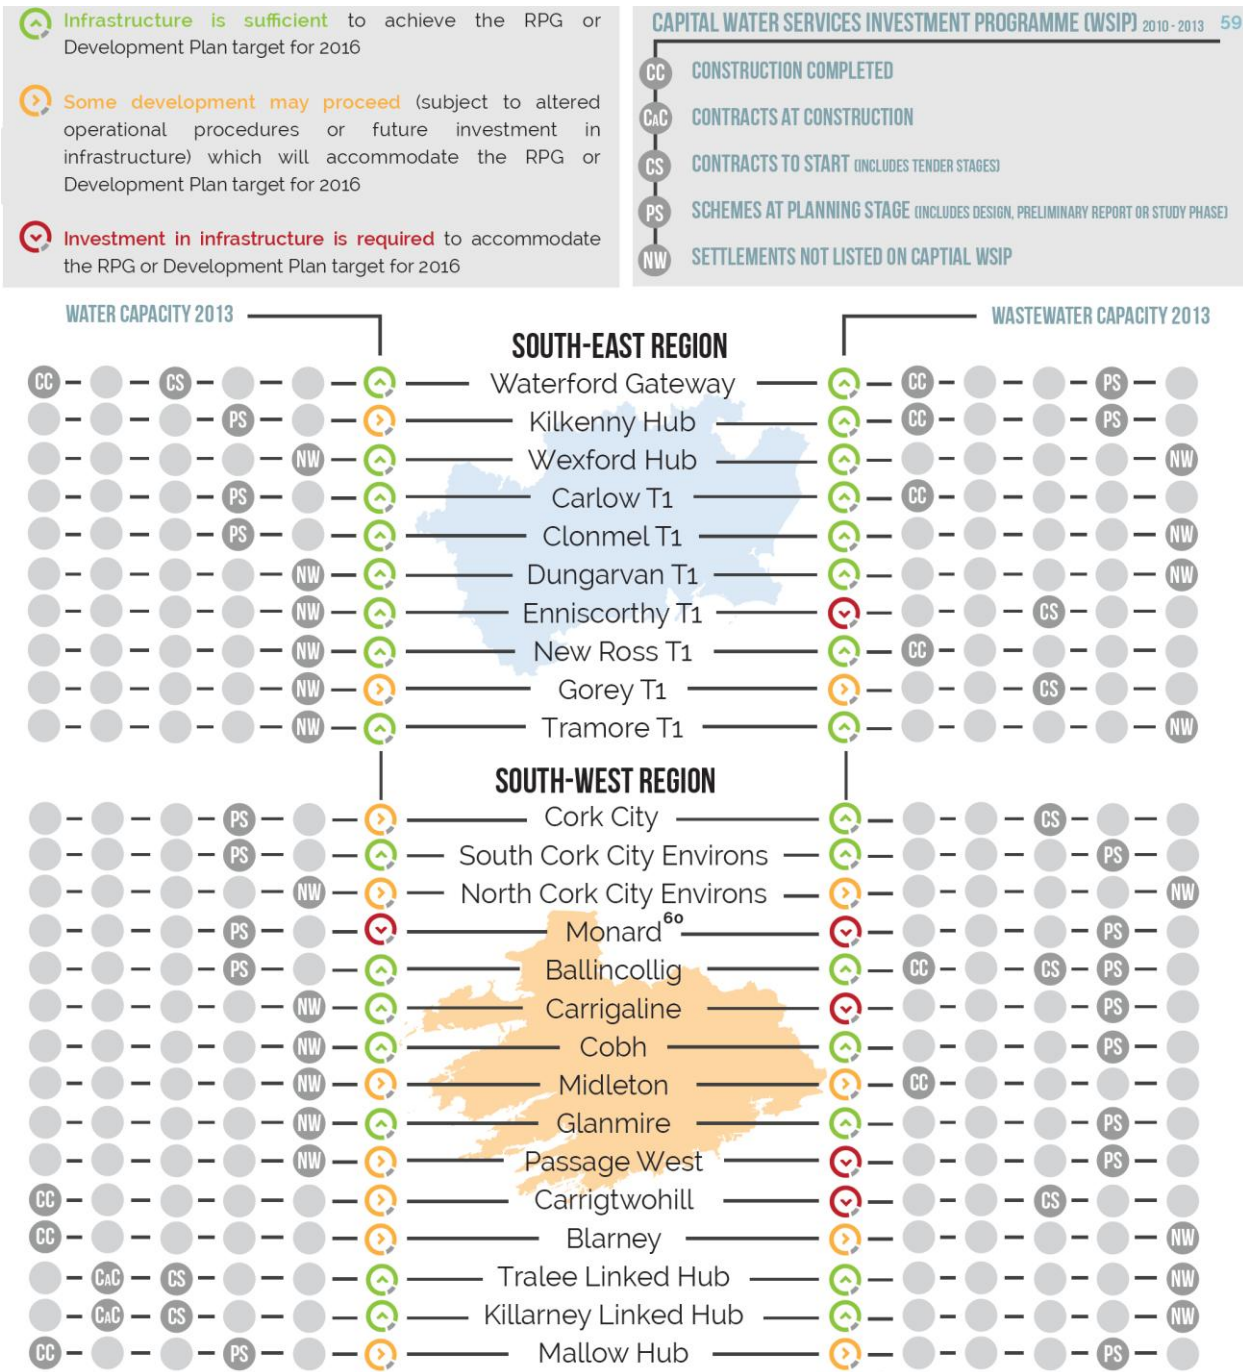 Infrastructure is sufficient to achieve the RPG or
Development Plan target for 2016
Some development may proceed (subject to altered
operational procedures or future investment in
infrastructure) which will accommodate the RPG or
Development Plan target for 2016
Investment in infrastructure is required to accommodate
the RPG or Development Plan target for 2016
CAPITAL WATER SERVICES INVESTMENT PROGRAMME (WSIP) 2010 - 2013 59
CC CONSTRUCTION COMPLETED
CAC CONTRACTS AT CONSTRUCTION
CS CONTRACTS TO START (INCLUDES TENDER STAGES)
PS SCHEMES AT PLANNING STAGE (INCLUDES DESIGN, PRELIMINARY REPORT OR STUDY PHASE)
NW SETTLEMENTS NOT LISTED ON CAPTIAL WSIP
WATER CAPACITY 2013
WASTEWATER CAPACITY 2013
SOUTH-EAST REGION
CC CS Waterford Gateway CC PS
PS Kilkenny Hub CC PS
NW Wexford Hub NW
PS Carlow T1 CC
PS Clonmel T1 NW
NW Dungarvan T1 NW
NW Enniscorthy T1 CS
NW New Ross T1 CC
NW Gorey T1 CS
NW Tramore T1 NW
SOUTH-WEST REGION
PS Cork City CS
PS South Cork City Environs PS
NW North Cork City Environs NW
PS Monard60 PS
PS Ballincollig CC CS PS
NW Carrigaline PS
NW Cobh PS
NW Midleton CC
NW Glanmire PS
NW Passage West PS
CC Carrigtwohill CS
CC Blarney NW
CAC CS Tralee Linked Hub NW
CAC CS Killarney Linked Hub NW
CC PS Mallow Hub PS